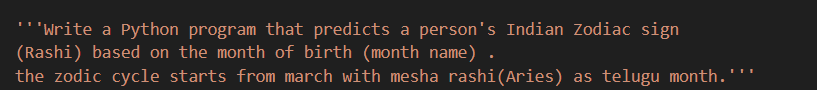 '''Write a Python program that predicts a person's Indian Zodiac sign
(Rashi) based on the month of birth (month name) .
the zodic cycle starts from march with mesha rashi(Aries) as telugu month.'''